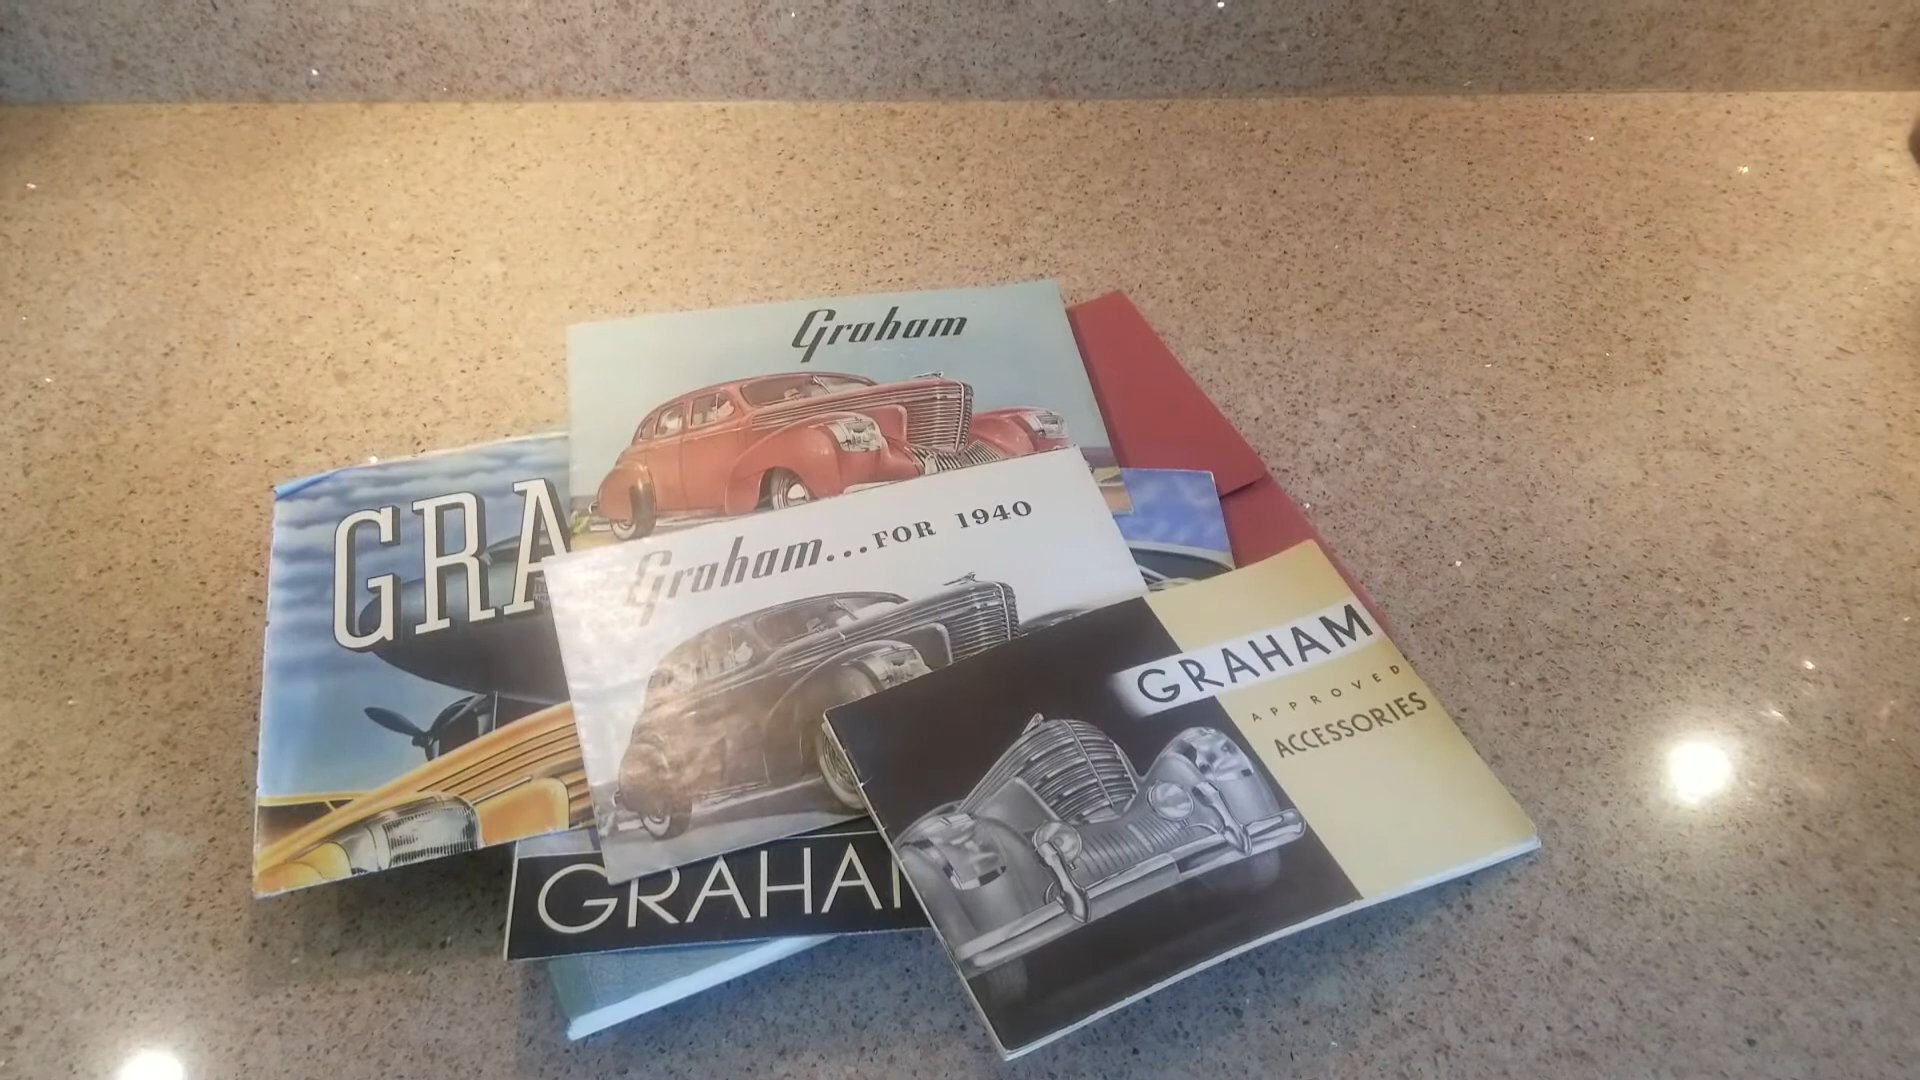 Graham
GRA
Graham...FOR 1940
GRAHAM
APPROVED
ACCESSORIES
GRAHA